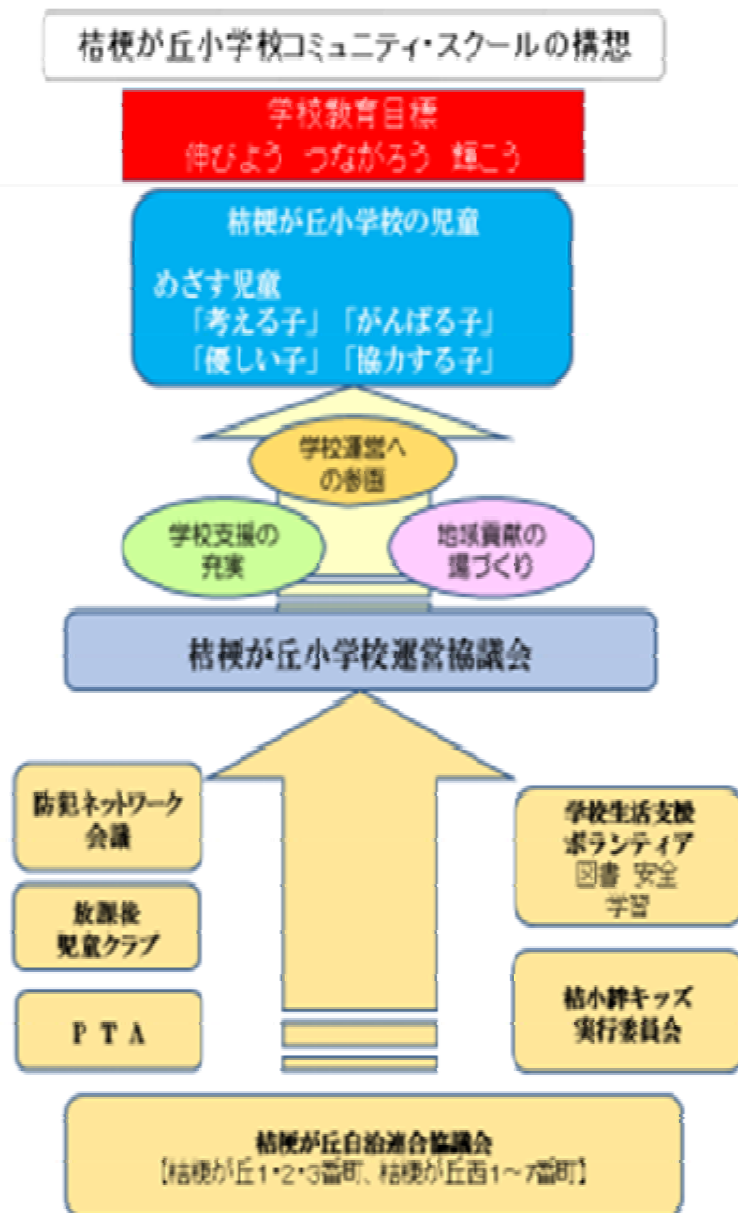 桔梗が丘小学校コミュニティ・スクールの構想
学校教育目標
伸びよう つながろう 輝こう
桔梗が丘小学校の児童
めざす児童
「考える子」「がんばる子」
「優しい子」「協力する子」
学校運営へ
の参画
学校支援の
充実
地域貢献の
場づくり
桔梗が丘小学校運営協議会
防犯ネットワーク
会議
放課後
児童クラブ
P T A
学校生活支援
ボランティア
図書 安全
学習
桔小絆キッズ
実行委員会
桔梗が丘自治連合協議会
【桔梗が丘1・2・3番町、桔梗が丘西1～7番町】